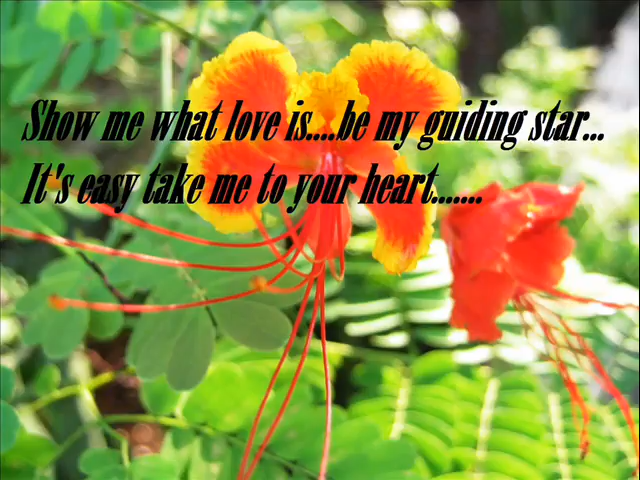 Show me what love is....be my guiding star...
It's easy take me to your heart.......